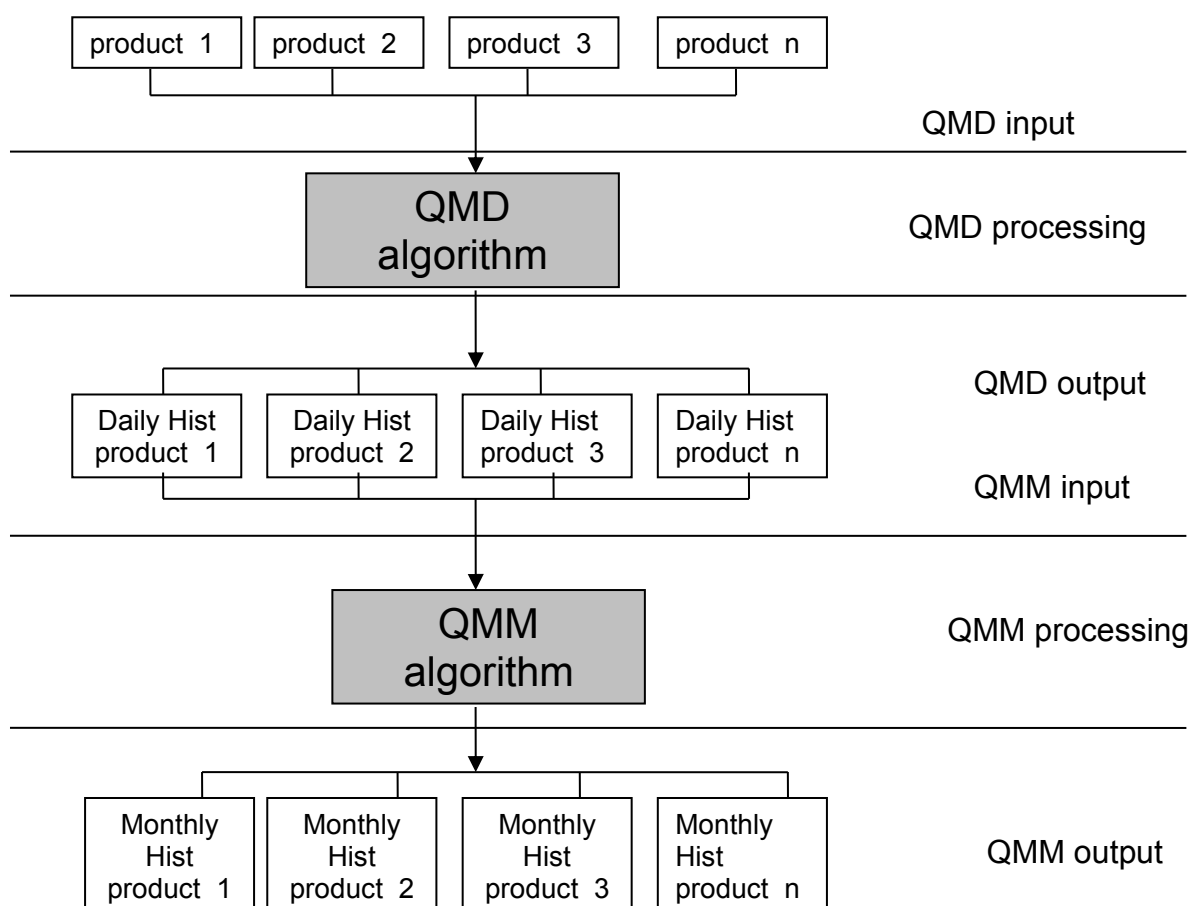 product 1
product 2
product 3
product n
QMD input
QMD
algorithm
QMD processing
QMD output
Daily Hist
product 1
Daily Hist
product 2
Daily Hist
product 3
Daily Hist
product n
QMM input
QMM
algorithm
QMM processing
Monthly
Hist
product 1
Monthly
Hist
product 2
Monthly
Hist
product 3
Monthly
Hist
product n
QMM output